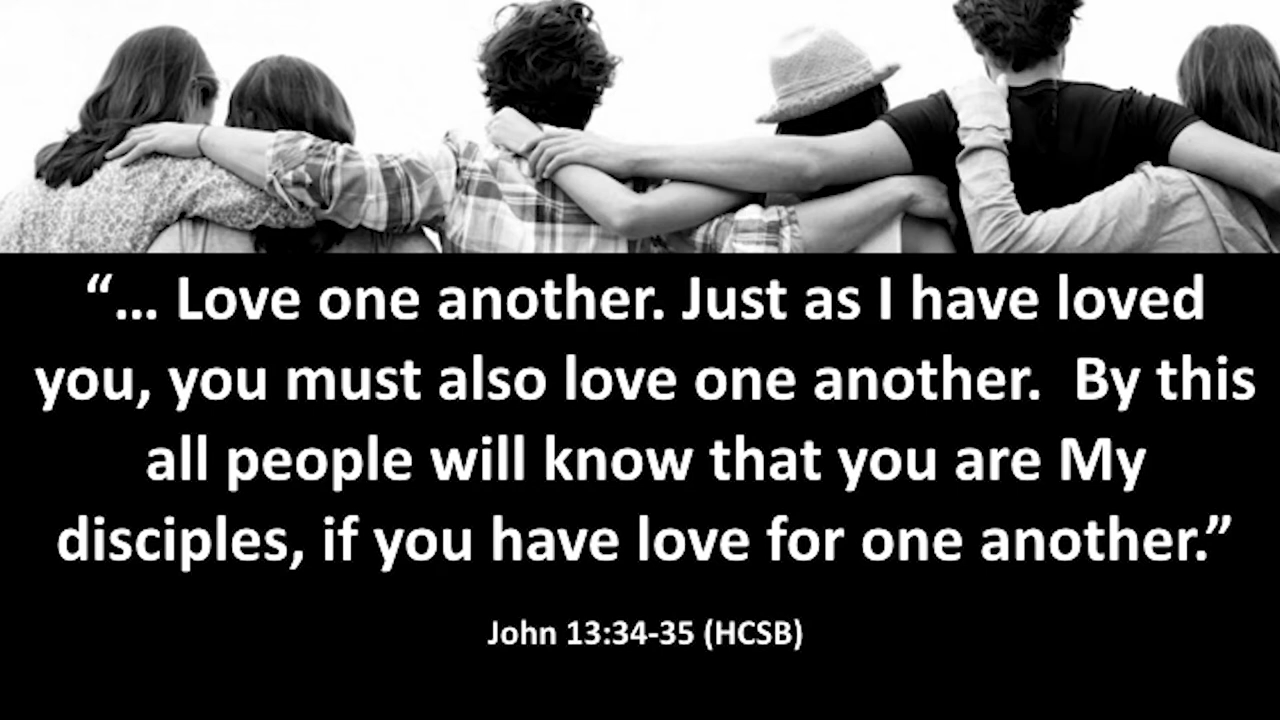 “... Love one another. Just as I have loved
you, you must also love one another.  By this
all people will know that you are My
disciples, if you have love for one another.”
John 13:34-35 (HCSB)